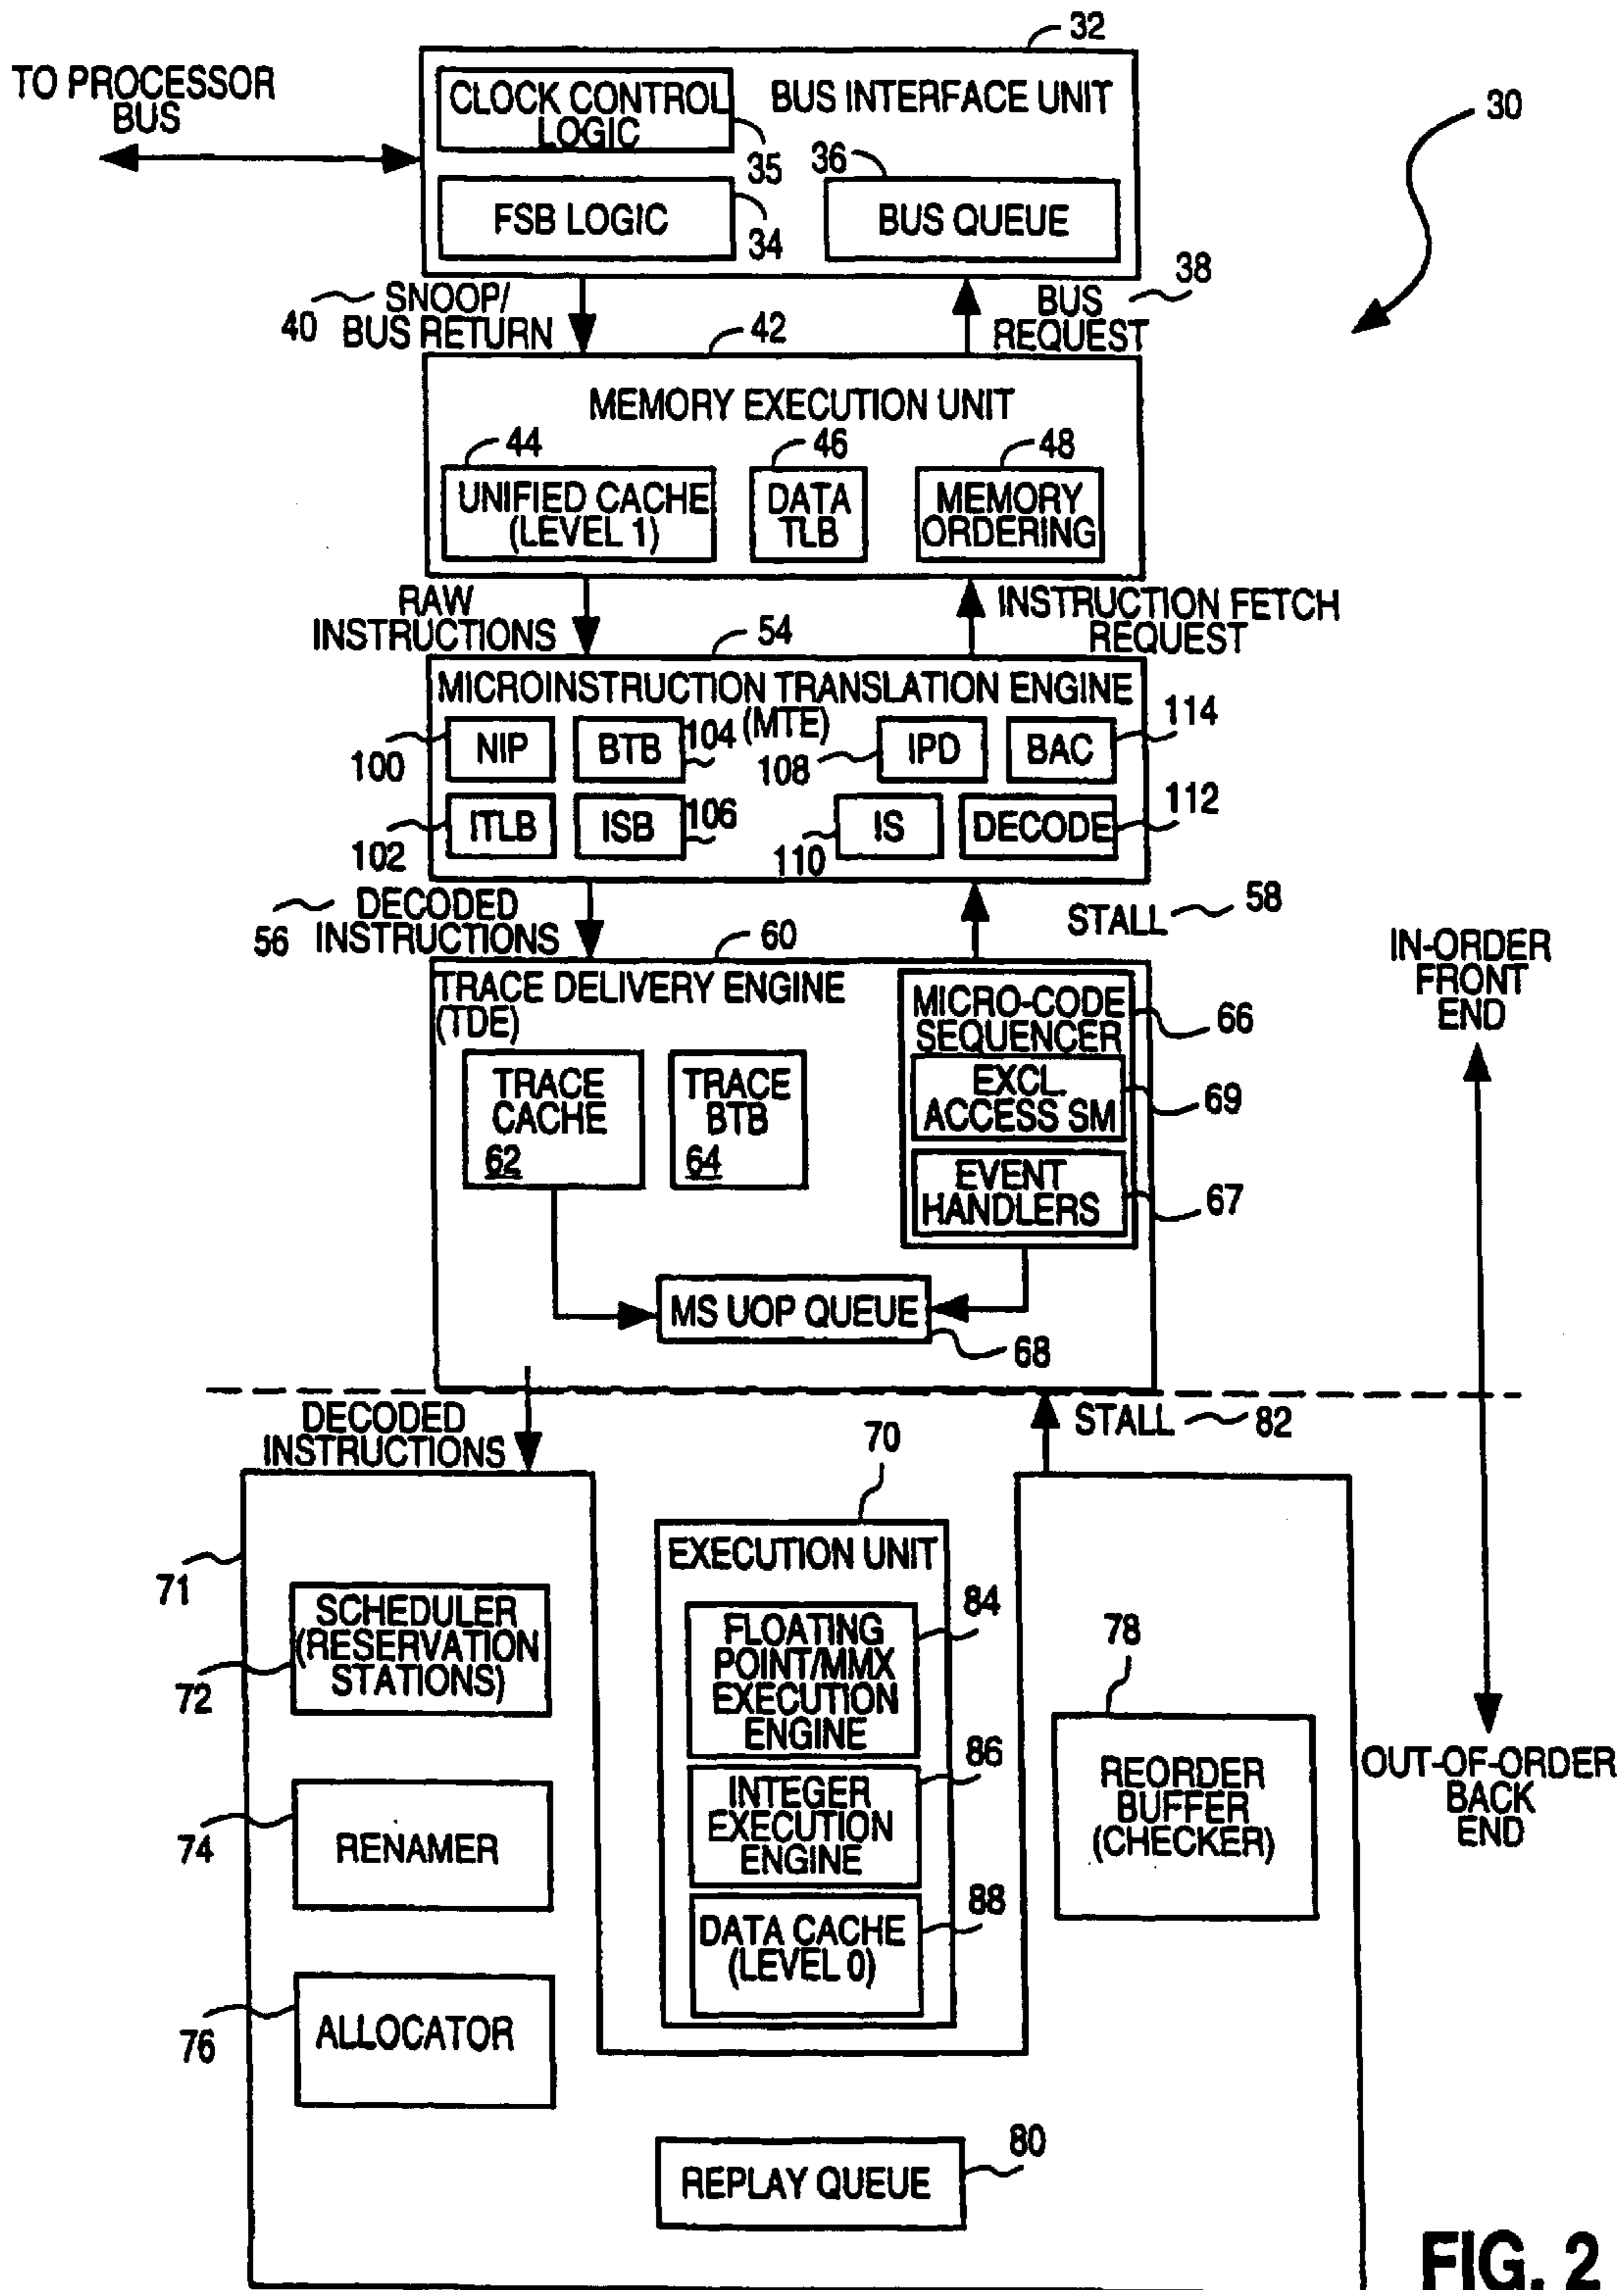 32
TO PROCESSOR
BUS
CLOCK CONTROL
LOGIC
BUS INTERFACE UNIT
30
35
36
FSB LOGIC
34
BUS QUEUE
40
SNOOP/
BUS RETURN
42
BUS
REQUEST
38
MEMORY EXECUTION UNIT
44
46
48
UNIFIED CACHE
(LEVEL 1)
DATA
TLB
MEMORY
ORDERING
RAW
INSTRUCTIONS
54
INSTRUCTION FETCH
REQUEST
MICROINSTRUCTION TRANSLATION ENGINE
(MTE)
114
100
NIP
BTB
104
108
IPD
BAC
102
ITLB
ISB
106
110
IS
DECODE
112
56
DECODED
INSTRUCTIONS
60
STALL
58
IN-ORDER
FRONT
END
TRACE DELIVERY ENGINE
(TDE)
MICRO-CODE
SEQUENCER
66
TRACE
CACHE
62
TRACE
BTB
64
EXCL.
ACCESS SM
69
EVENT
HANDLERS
67
MS UOP QUEUE
68
DECODED
INSTRUCTIONS
STALL
82
70
71
EXECUTION UNIT
SCHEDULER
(RESERVATION
STATIONS)
72
FLOATING
POINT/MMX
EXECUTION
ENGINE
84
78
74
RENAMER
INTEGER
EXECUTION
ENGINE
86
REORDER
BUFFER
(CHECKER)
OUT-OF-ORDER
BACK
END
DATA CACHE
(LEVEL 0)
88
76
ALLOCATOR
REPLAY QUEUE
80
FIG. 2